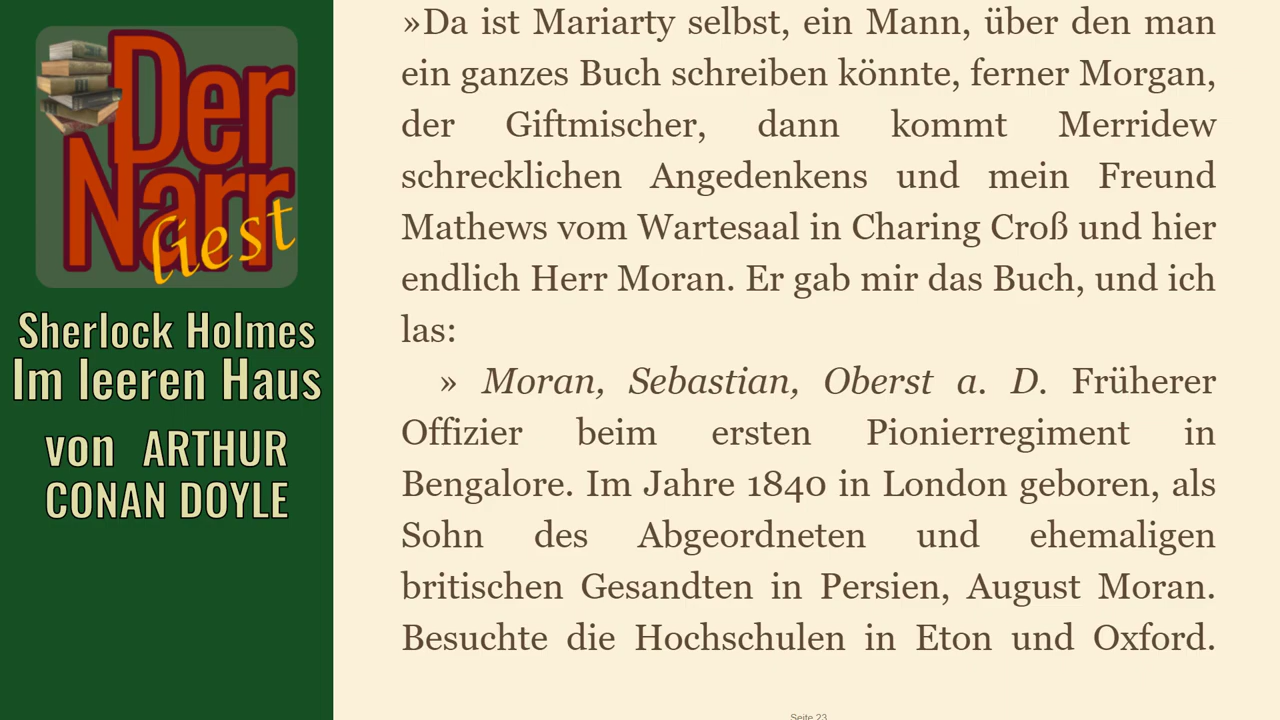 Der
Narr
liest
Sherlock Holmes
Im leeren Haus
von ARTHUR
CONAN DOYLE
»Da ist Mariarty selbst, ein Mann, über den man
ein ganzes Buch schreiben könnte, ferner Morgan,
der Giftmischer, dann kommt Merridew
schrecklichen Angedenkens und mein Freund
Mathews vom Wartesaal in Charing Croß und hier
endlich Herr Moran. Er gab mir das Buch, und ich
las:
» Moran, Sebastian, Oberst a. D. Früherer
Offizier beim ersten Pionierregiment in
Bengalore. Im Jahre 1840 in London geboren, als
Sohn des Abgeordneten und ehemaligen
britischen Gesandten in Persien, August Moran.
Besuchte die Hochschulen in Eton und Oxford.
Seite 23